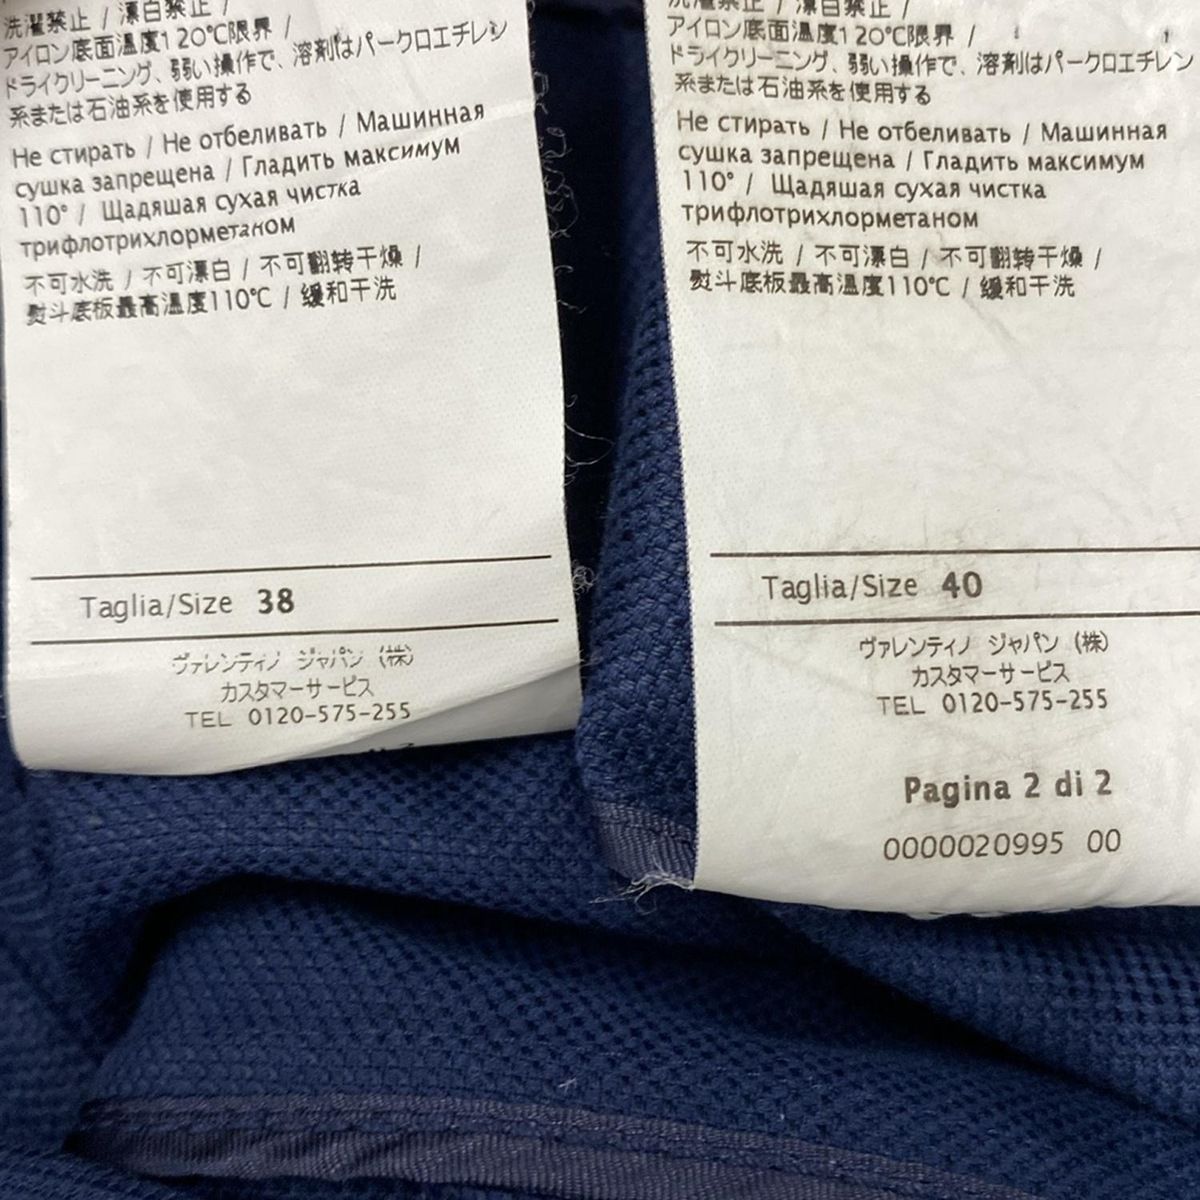 洗濯禁止 / 漂白禁止 /
アイロン底面温度120℃限界 /
ドライクリーニング、弱い操作で、溶剤はパークロエチレン
系または石油系を使用する
Не стирать / Не отбеливать / Машинная
сушка запрещена / Гладить максимум
110° / Щадяшая сухая чистка
трифлотрихлорметаном
不可水洗 / 不可漂白 / 不可翻转干燥 /
熨斗底板最高温度110℃ / 缓和干洗
Taglia/Size 38
ヴァレンティノ ジャパン (株)
カスタマーサービス
TEL 0120-575-255
洗濯禁止 / 漂白禁止 /
アイロン底面温度120℃限界 /
ドライクリーニング、弱い操作で、溶剤はパークロエチレン
系または石油系を使用する
Не стирать / Не отбеливать / Машинная
сушка запрещена / Гладить максимум
110° / Щадяшая сухая чистка
трифлотрихлорметаном
不可水洗 / 不可漂白 / 不可翻转干燥 /
熨斗底板最高温度110℃ / 缓和干洗
Taglia/Size 40
ヴァレンティノ ジャパン (株)
カスタマーサービス
TEL 0120-575-255
Pagina 2 di 2
0000020995 00